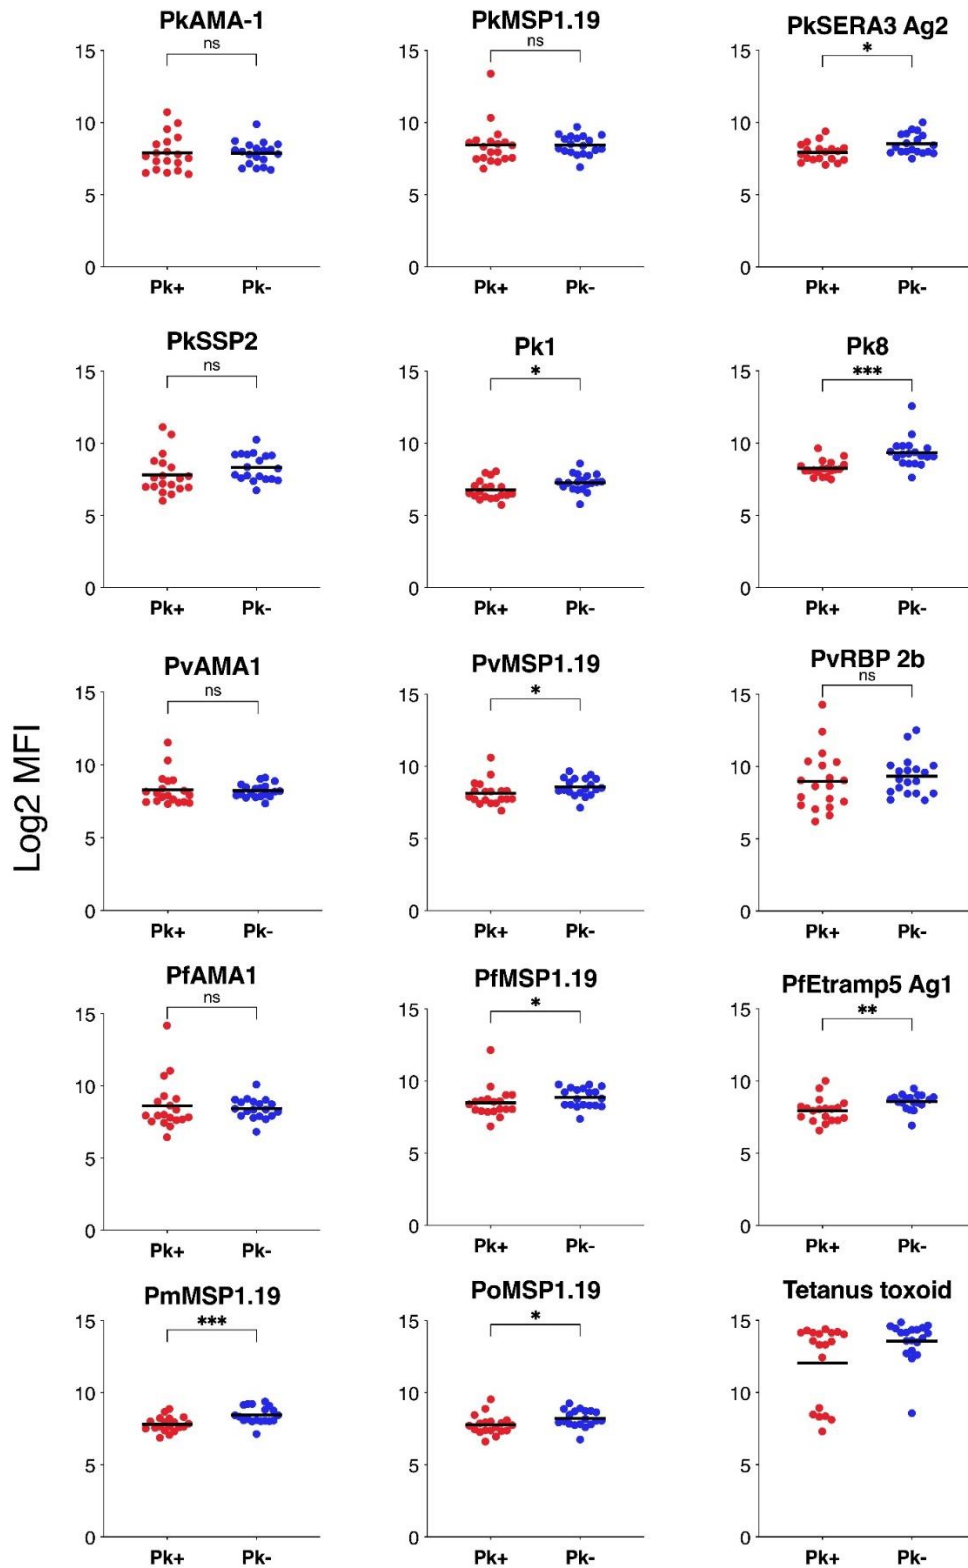 PkAMA-1
PkMSP1.19
PkSERA3 Ag2
ns
ns
*
15
10
5
0
Pk+
Pk-
15
10
5
0
Pk+
Pk-
15
10
5
0
Pk+
Pk-
PkSSP2
Pk1
Pk8
ns
*
***
15
10
5
0
Pk+
Pk-
15
10
5
0
Pk+
Pk-
15
10
5
0
Pk+
Pk-
Log2 MFI
PvAMA1
PvMSP1.19
PvRBP 2b
ns
*
ns
15
10
5
0
Pk+
Pk-
15
10
5
0
Pk+
Pk-
15
10
5
0
Pk+
Pk-
PfAMA1
PfMSP1.19
PfEtramp5 Ag1
ns
*
**
15
10
5
0
Pk+
Pk-
15
10
5
0
Pk+
Pk-
15
10
5
0
Pk+
Pk-
PmMSP1.19
PoMSP1.19
Tetanus toxoid
***
*
15
10
5
0
Pk+
Pk-
15
10
5
0
Pk+
Pk-
15
10
5
0
Pk+
Pk-